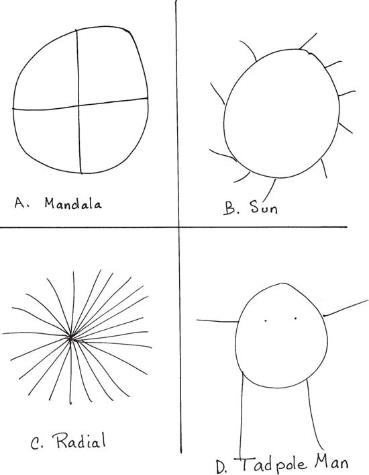 A. Mandala
B. Sun
C. Radial
D. Tadpole Man